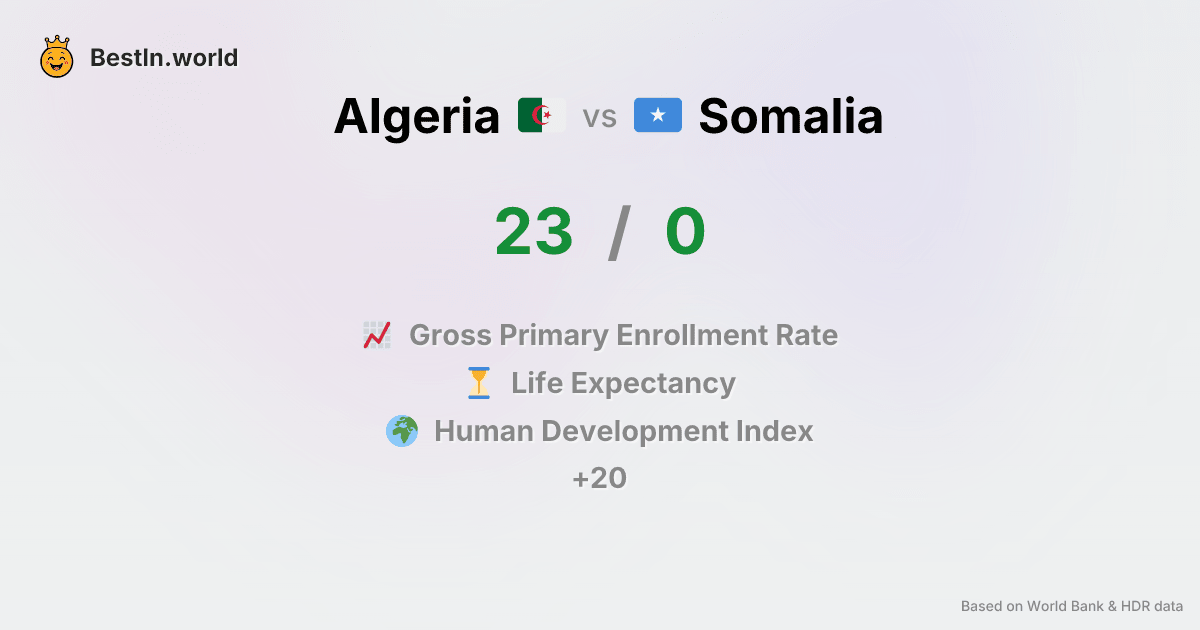 BestIn.world
Algeria vs Somalia
23 / 0
Gross Primary Enrollment Rate
Life Expectancy
Human Development Index
+20
Based on World Bank & HDR data